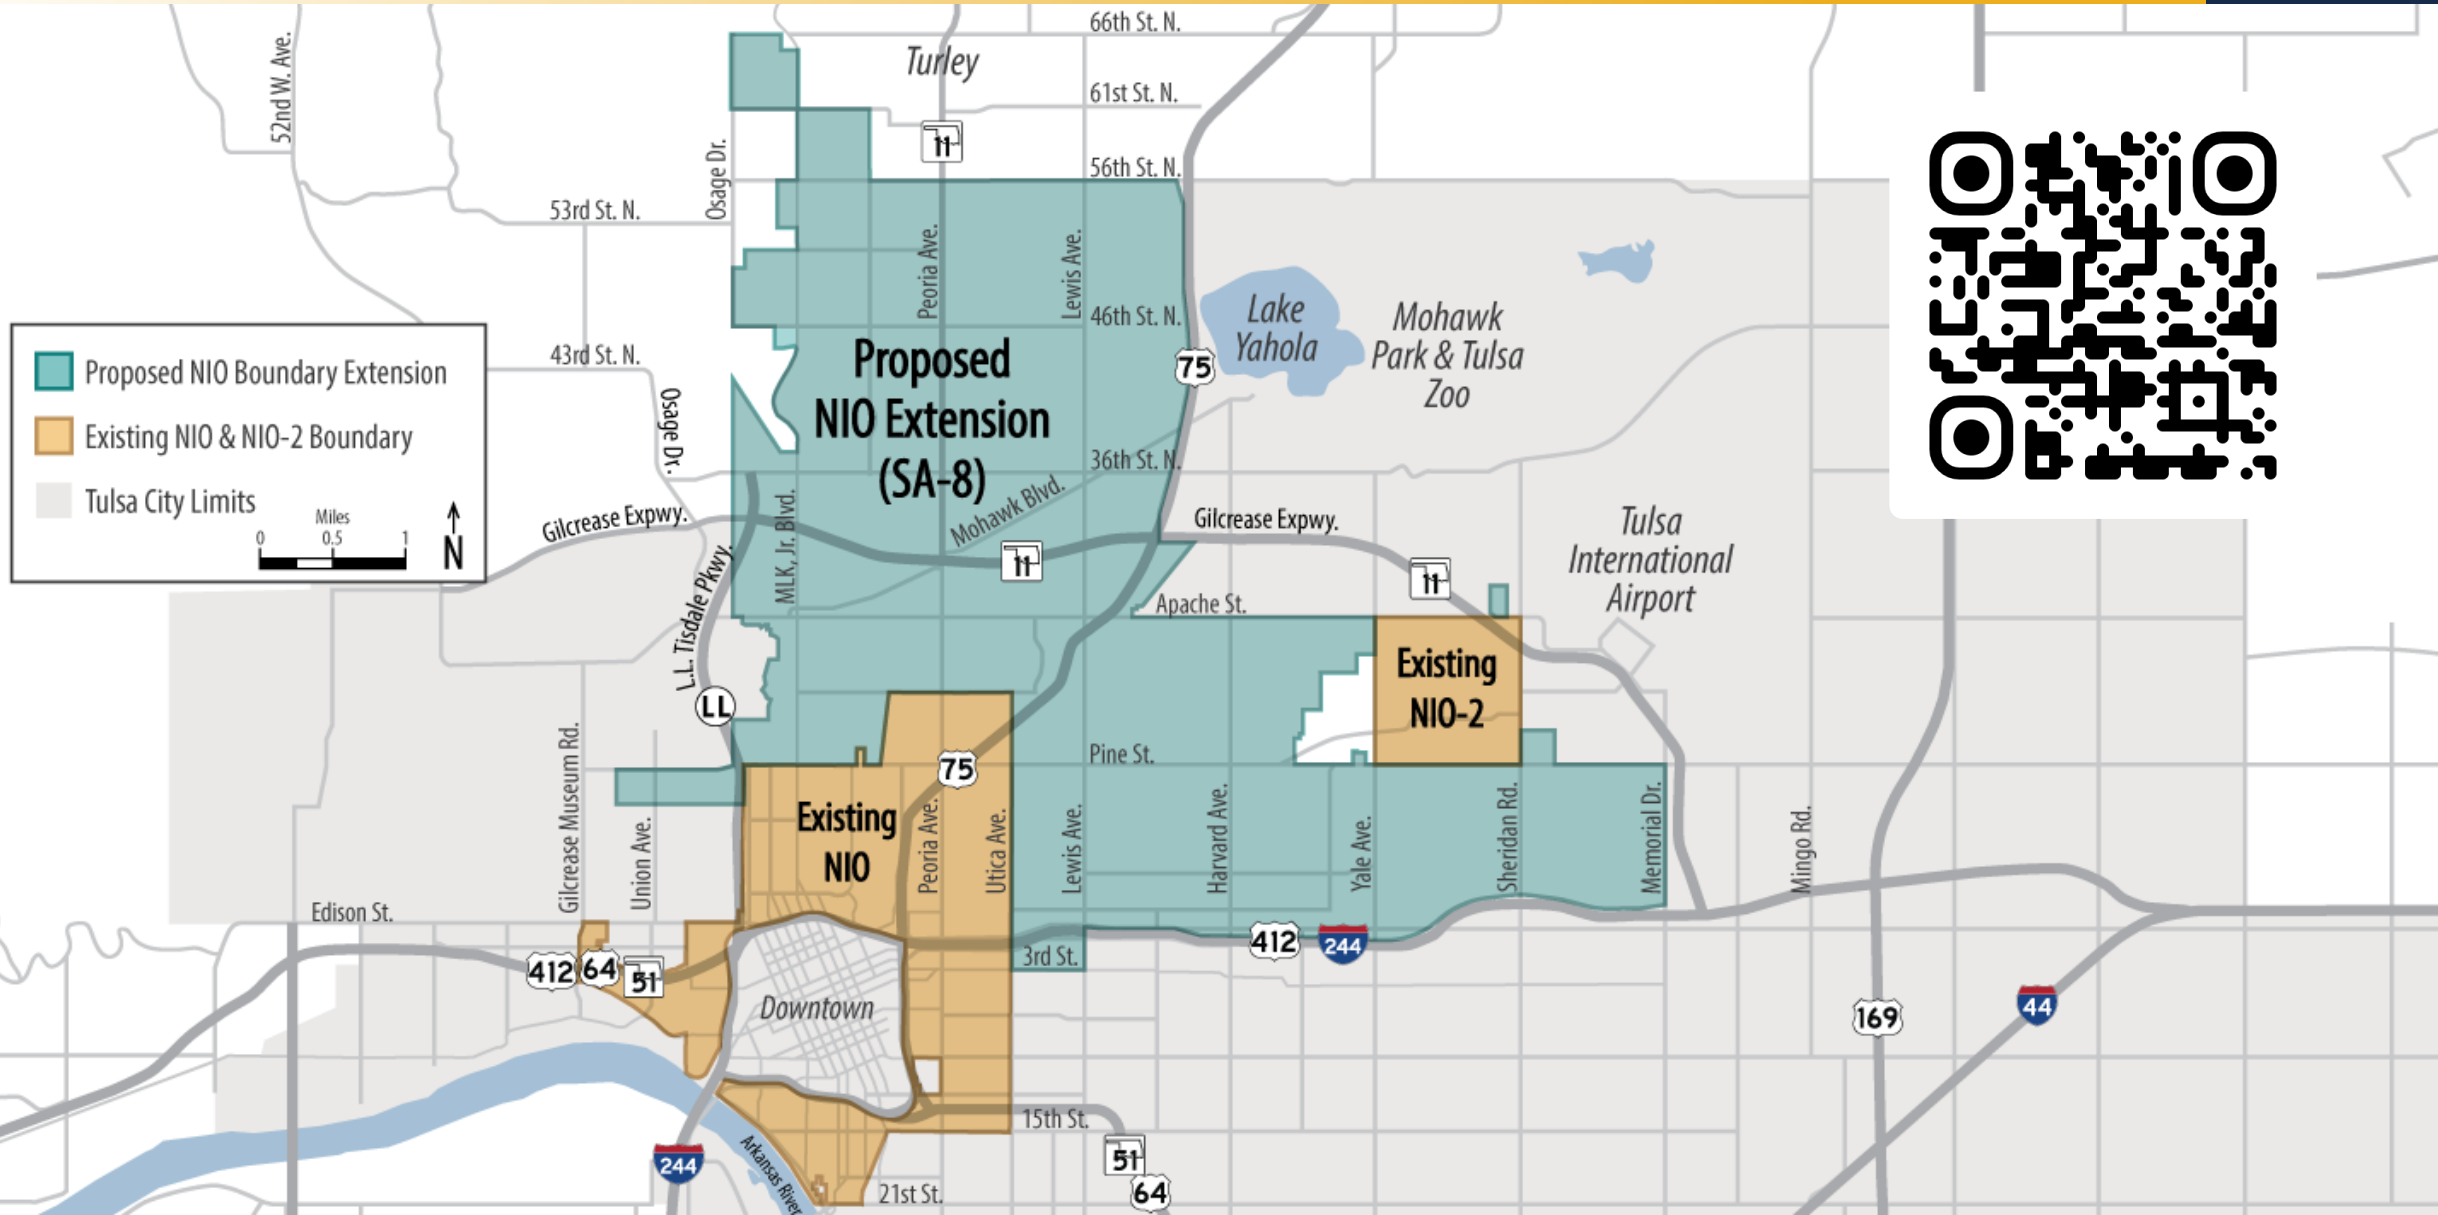 66th St. N.
Turley
52nd W. Ave.
61st St. N.
11
Osage Dr.
56th St. N.
53rd St. N.
Peoria Ave.
Lewis Ave.
46th St. N.
Lake
Yahola
Mohawk
Park & Tulsa
Zoo
75
43rd St. N.
Osage Dr.
Proposed
NIO Extension
(SA-8)
Proposed NIO Boundary Extension
Existing NIO & NIO-2 Boundary
Tulsa City Limits
Miles
0 0.5 1
N
36th St. N.
Mohawk Blvd.
MLK, Jr. Blvd.
Gilcrease Expwy.
Gilcrease Expwy.
11
11
Tulsa
International
Airport
L.L. Tisdale Pkwy.
Apache St.
LL
Existing
NIO-2
Gilcrease Museum Rd.
Union Ave.
Pine St.
75
Existing
NIO
Peoria Ave.
Utica Ave.
Lewis Ave.
Harvard Ave.
Yale Ave.
Sheridan Rd.
Memorial Dr.
Mingo Rd.
Edison St.
412
64
51
3rd St.
412
244
Downtown
169
44
15th St.
51
64
244
Arkansas River
21st St.